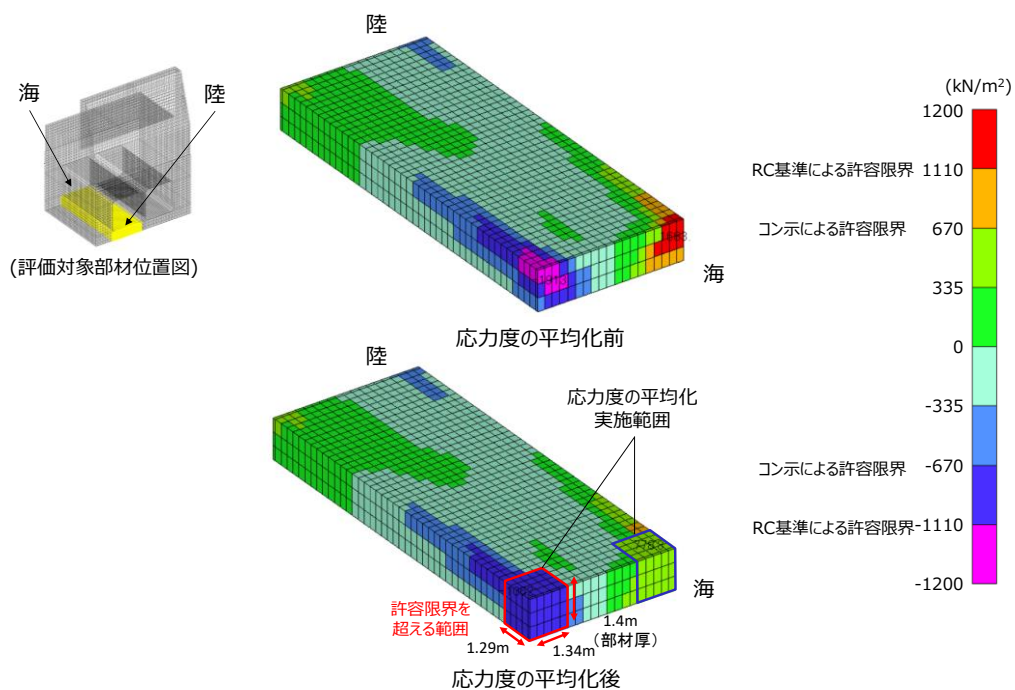 陸
海
陸
(評価対象部材位置図)
海
応力度の平均化前
陸
応力度の平均化
実施範囲
海
許容限界を
超える範囲
1.29m
1.34m
1.4m
(部材厚)
応力度の平均化後
(kN/m²)
1200
RC基準による許容限界
1110
コン示による許容限界
670
335
0
-335
コン示による許容限界
-670
RC基準による許容限界
-1110
-1200